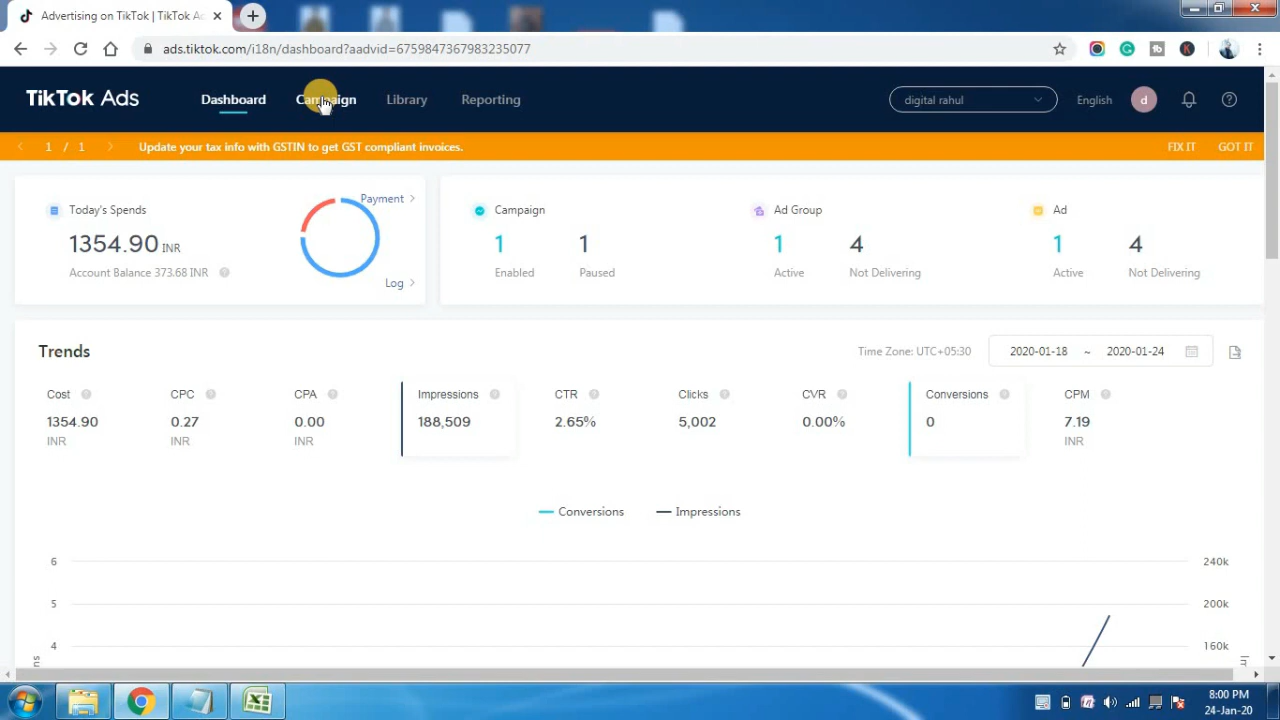 Advertising on TikTok | TikTok Ad
ads.tiktok.com/i18n/dashboard?aadvid=6759847367983235077
TikTok Ads
Dashboard
Campaign
Library
Reporting
digital rahul
English
d
1 / 1
Update your tax info with GSTIN to get GST compliant invoices.
FIX IT
GOT IT
Today's Spends
Payment
1354.90 INR
Account Balance 373.68 INR
Log
Campaign
1
1
Enabled
Paused
Ad Group
1
4
Active
Not Delivering
Ad
1
4
Active
Not Delivering
Trends
Time Zone: UTC+05:30
2020-01-18 ~ 2020-01-24
Cost
1354.90
INR
CPC
0.27
INR
CPA
0.00
INR
Impressions
188,509
CTR
2.65%
Clicks
5,002
CVR
0.00%
Conversions
0
CPM
7.19
INR
Conversions
Impressions
6
240k
5
200k
4
160k
8:00 PM
24-Jan-20